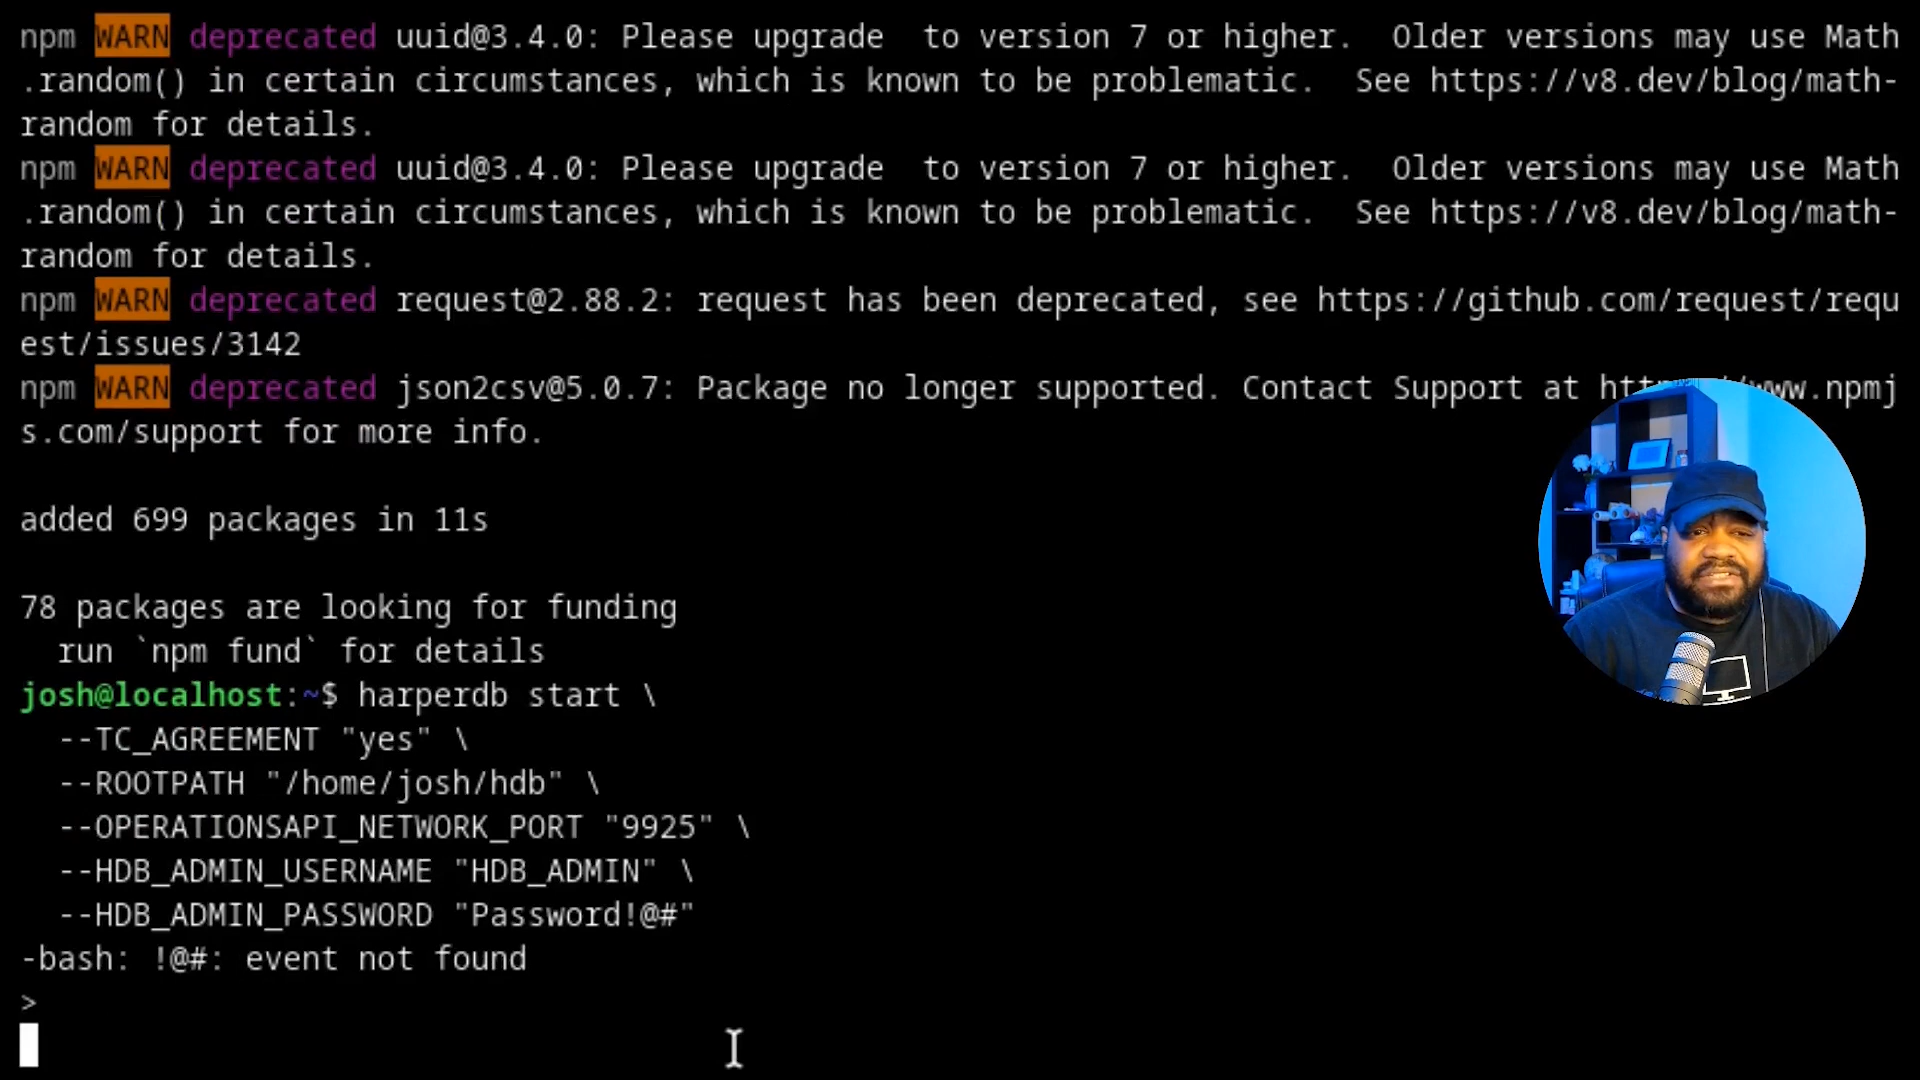 npm WARN deprecated uuid@3.4.0: Please upgrade  to version 7 or higher.  Older versions may use Math
.random() in certain circumstances, which is known to be problematic.  See https://v8.dev/blog/math-
random for details.
npm WARN deprecated uuid@3.4.0: Please upgrade  to version 7 or higher.  Older versions may use Math
.random() in certain circumstances, which is known to be problematic.  See https://v8.dev/blog/math-
random for details.
npm WARN deprecated request@2.88.2: request has been deprecated, see https://github.com/request/requ
est/issues/3142
npm WARN deprecated json2csv@5.0.7: Package no longer supported. Contact Support at https://www.npmj
s.com/support for more info.
added 699 packages in 11s
78 packages are looking for funding
  run `npm fund` for details
josh@localhost:~$ harperdb start \
  --TC_AGREEMENT "yes" \
  --ROOTPATH "/home/josh/hdb" \
  --OPERATIONSAPI_NETWORK_PORT "9925" \
  --HDB_ADMIN_USERNAME "HDB_ADMIN" \
  --HDB_ADMIN_PASSWORD "Password!@#"
-bash: !@#: event not found
>